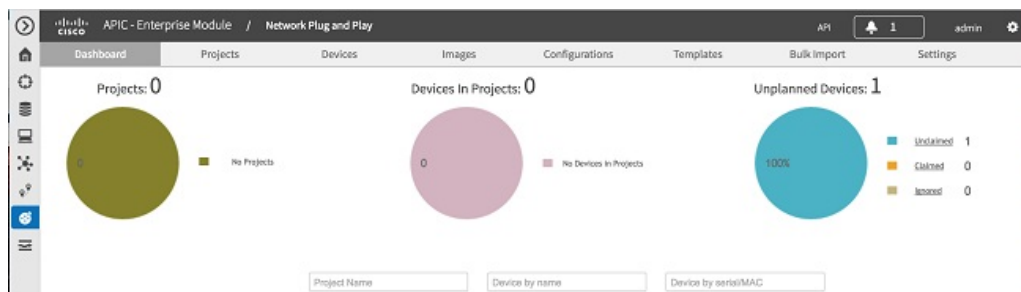 cisco APIC - Enterprise Module / Network Plug and Play API 1 admin
Dashboard Projects Devices Images Configurations Templates Bulk Import Settings
Projects: 0 Devices In Projects: 0 Unplanned Devices: 1
0 No Projects
0 No Devices In Projects
100%
Unclaimed 1
Claimed 0
Ignored 0
Project Name Device by name Device by serial/MAC